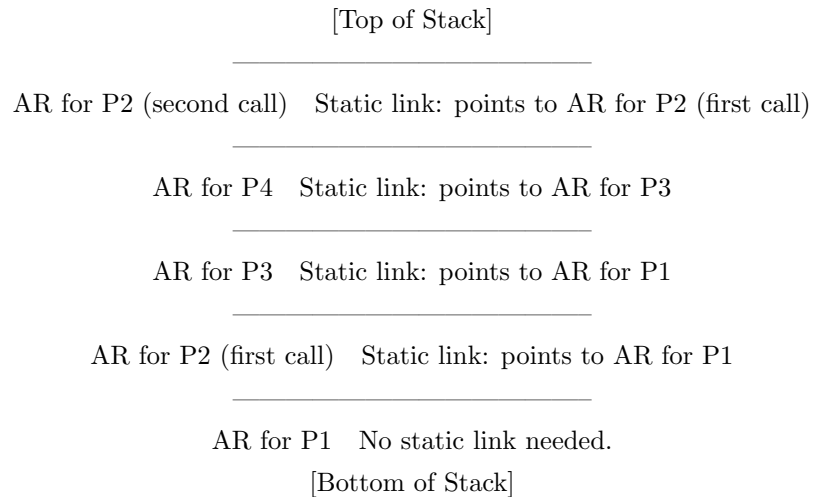 [Top of Stack]
AR for P2 (second call) Static link: points to AR for P2 (first call)
AR for P4 Static link: points to AR for P3
AR for P3 Static link: points to AR for P1
AR for P2 (first call) Static link: points to AR for P1
AR for P1 No static link needed.
[Bottom of Stack]